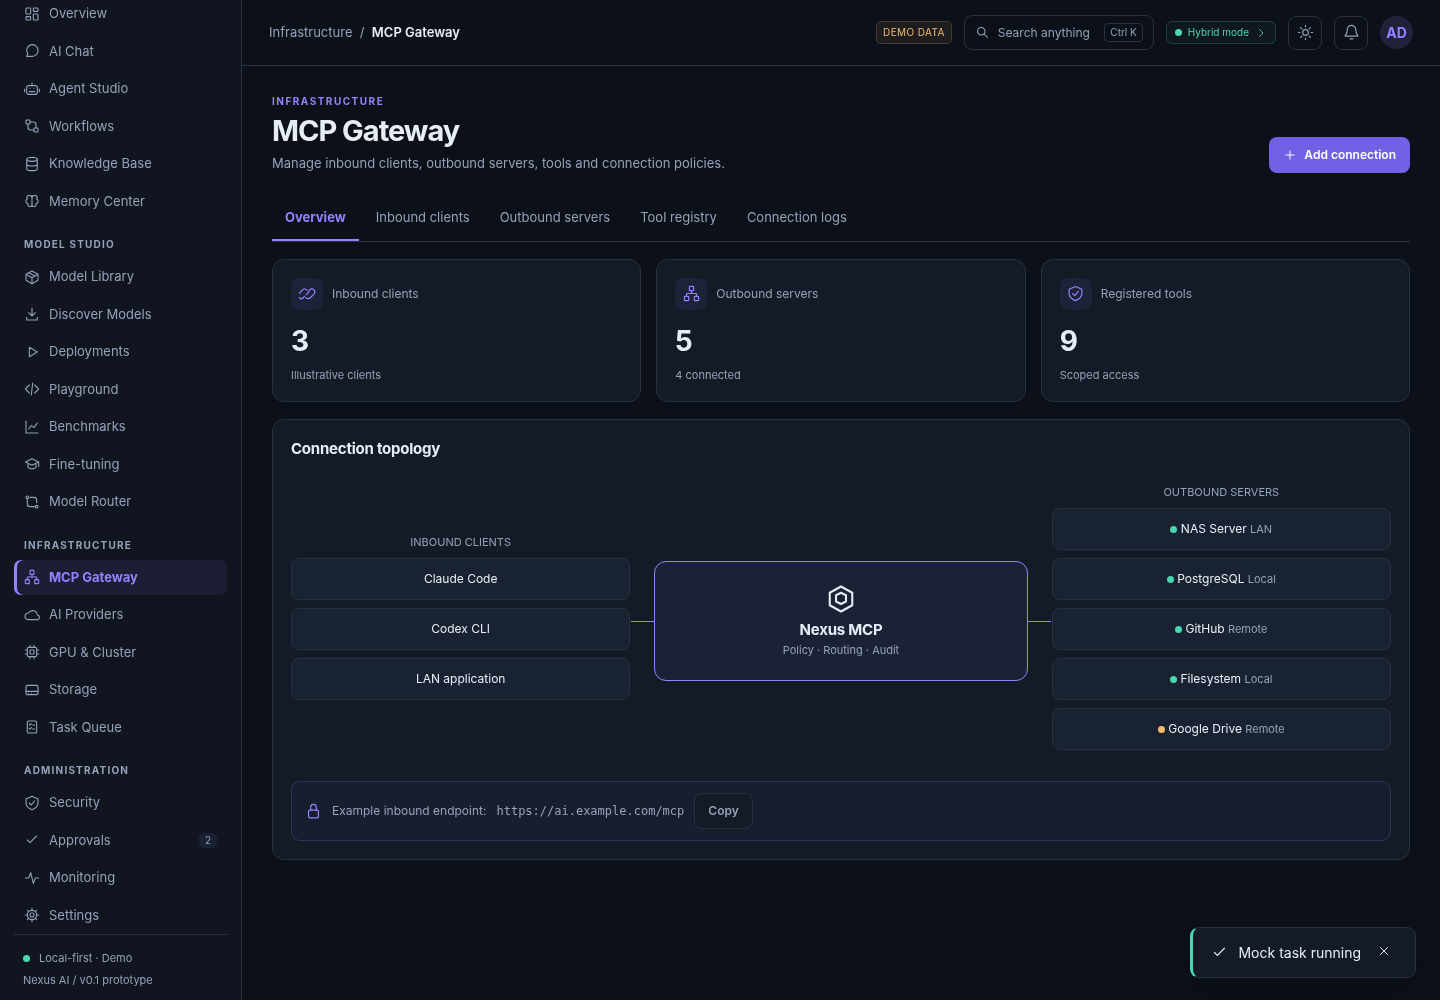 Overview
AI Chat
Agent Studio
Workflows
Knowledge Base
Memory Center
MODEL STUDIO
Model Library
Discover Models
Deployments
Playground
Benchmarks
Fine-tuning
Model Router
INFRASTRUCTURE
MCP Gateway
AI Providers
GPU & Cluster
Storage
Task Queue
ADMINISTRATION
Security
Approvals 2
Monitoring
Settings
Local-first · Demo
Nexus AI / v0.1 prototype
Infrastructure / MCP Gateway
DEMO DATA
Search anything Ctrl K
Hybrid mode
AD
INFRASTRUCTURE
MCP Gateway
Manage inbound clients, outbound servers, tools and connection policies.
Add connection
Overview Inbound clients Outbound servers Tool registry Connection logs
Inbound clients
3
Illustrative clients
Outbound servers
5
4 connected
Registered tools
9
Scoped access
Connection topology
INBOUND CLIENTS
Claude Code
Codex CLI
LAN application
Nexus MCP
Policy · Routing · Audit
OUTBOUND SERVERS
NAS Server LAN
PostgreSQL Local
GitHub Remote
Filesystem Local
Google Drive Remote
Example inbound endpoint: https://ai.example.com/mcp Copy
Mock task running